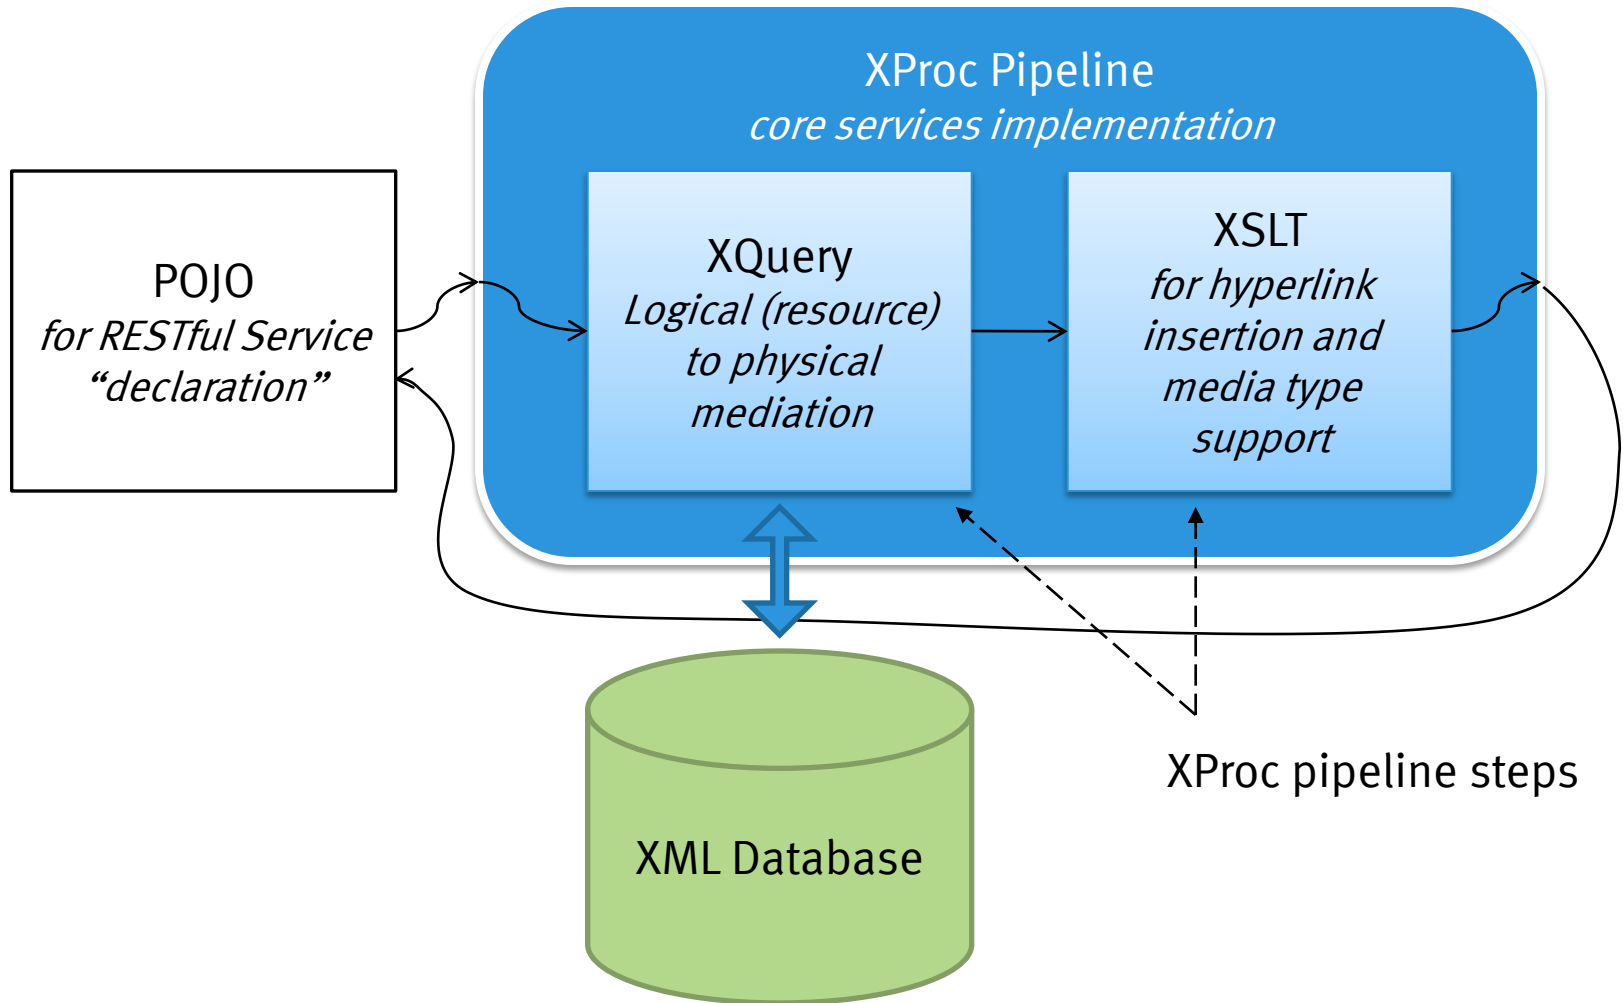 XProc Pipeline
core services implementation
POJO
for RESTful Service
“declaration”
XQuery
Logical (resource)
to physical
mediation
XSLT
for hyperlink
insertion and
media type
support
XProc pipeline steps
XML Database